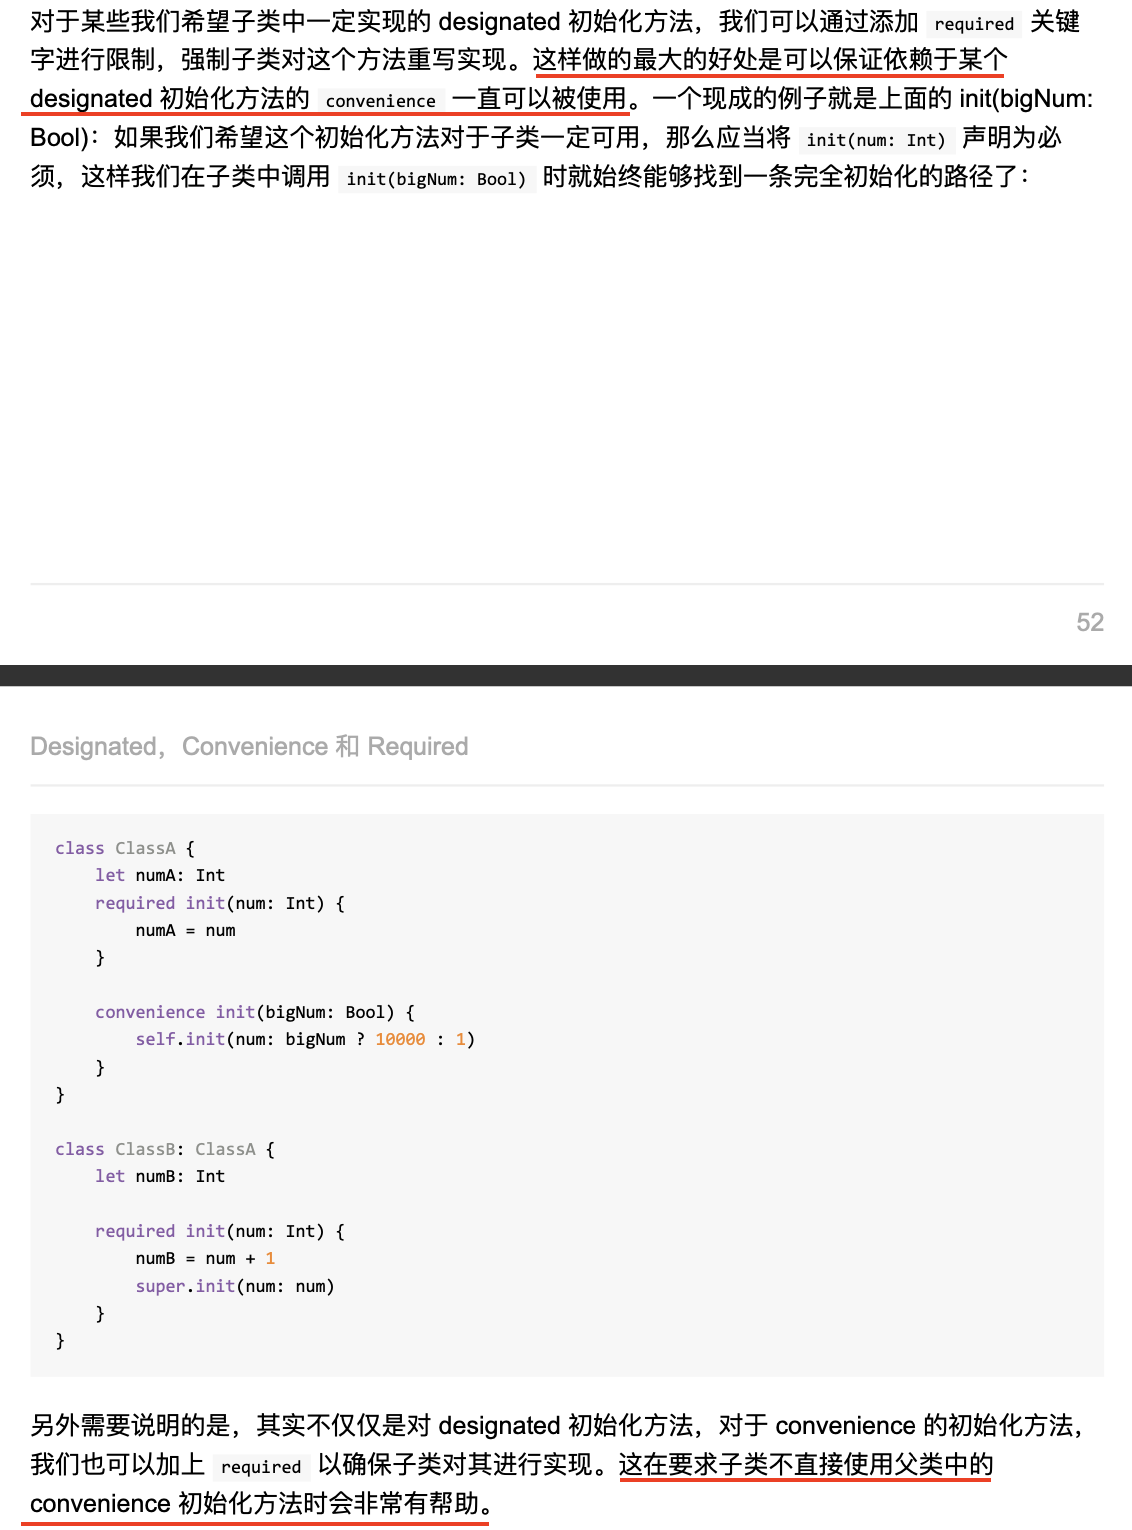 对于某些我们希望子类中一定实现的 designated 初始化方法，我们可以通过添加 required 关键
字进行限制，强制子类对这个方法重写实现。这样做的最大的好处是可以保证依赖于某个
designated 初始化方法的 convenience 一直可以被使用。一个现成的例子就是上面的 init(bigNum:
Bool)：如果我们希望这个初始化方法对于子类一定可用，那么应当将 init(num: Int) 声明为必
须，这样我们在子类中调用 init(bigNum: Bool) 时就始终能够找到一条完全初始化的路径了：
52
Designated，Convenience 和 Required
class ClassA {
    let numA: Int
    required init(num: Int) {
        numA = num
    }
    convenience init(bigNum: Bool) {
        self.init(num: bigNum ? 10000 : 1)
    }
}
class ClassB: ClassA {
    let numB: Int
    required init(num: Int) {
        numB = num + 1
        super.init(num: num)
    }
}
另外需要说明的是，其实不仅仅是对 designated 初始化方法，对于 convenience 的初始化方法，
我们也可以加上 required 以确保子类对其进行实现。这在要求子类不直接使用父类中的
convenience 初始化方法时会非常有帮助。